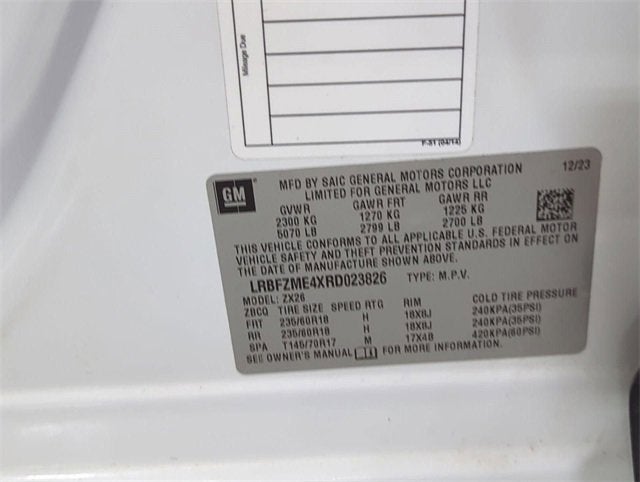 Mileage Due
F-31 (04/14)
GM
MFD BY SAIC GENERAL MOTORS CORPORATION 12/23
LIMITED FOR GENERAL MOTORS LLC
GVWR GAWR FRT GAWR RR
2300 KG 1270 KG 1225 KG
5070 LB 2799 LB 2700 LB
THIS VEHICLE CONFORMS TO ALL APPLICABLE U.S. FEDERAL MOTOR
VEHICLE SAFETY AND THEFT PREVENTION STANDARDS IN EFFECT ON
THE DATE OF MANUFACTURE SHOWN ABOVE.
LRBFZME4XRD023826 TYPE: M.P.V.
MODEL: ZX26
ZBCO TIRE SIZE SPEED RTG RIM COLD TIRE PRESSURE
FRT 235/60R18 H 18X8J 240KPA(35PSI)
RR 235/60R18 H 18X8J 240KPA(35PSI)
SPA T145/70R17 M 17X4B 420KPA(60PSI)
SEE OWNER'S MANUAL FOR MORE INFORMATION.